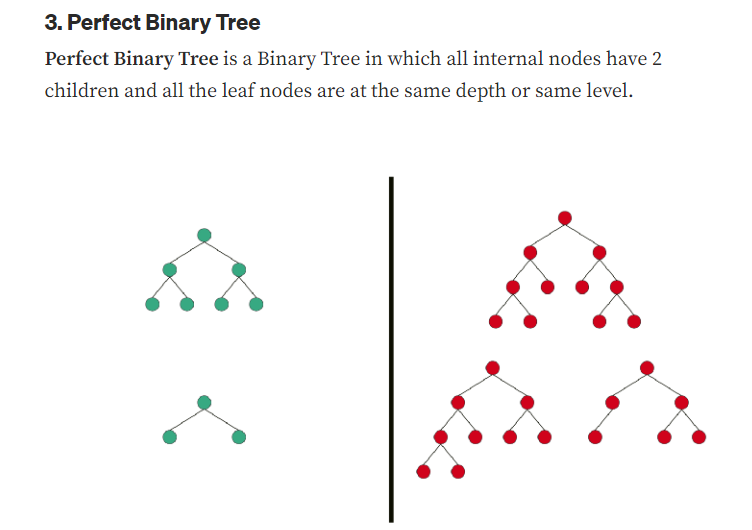 3. Perfect Binary Tree
Perfect Binary Tree is a Binary Tree in which all internal nodes have 2
children and all the leaf nodes are at the same depth or same level.